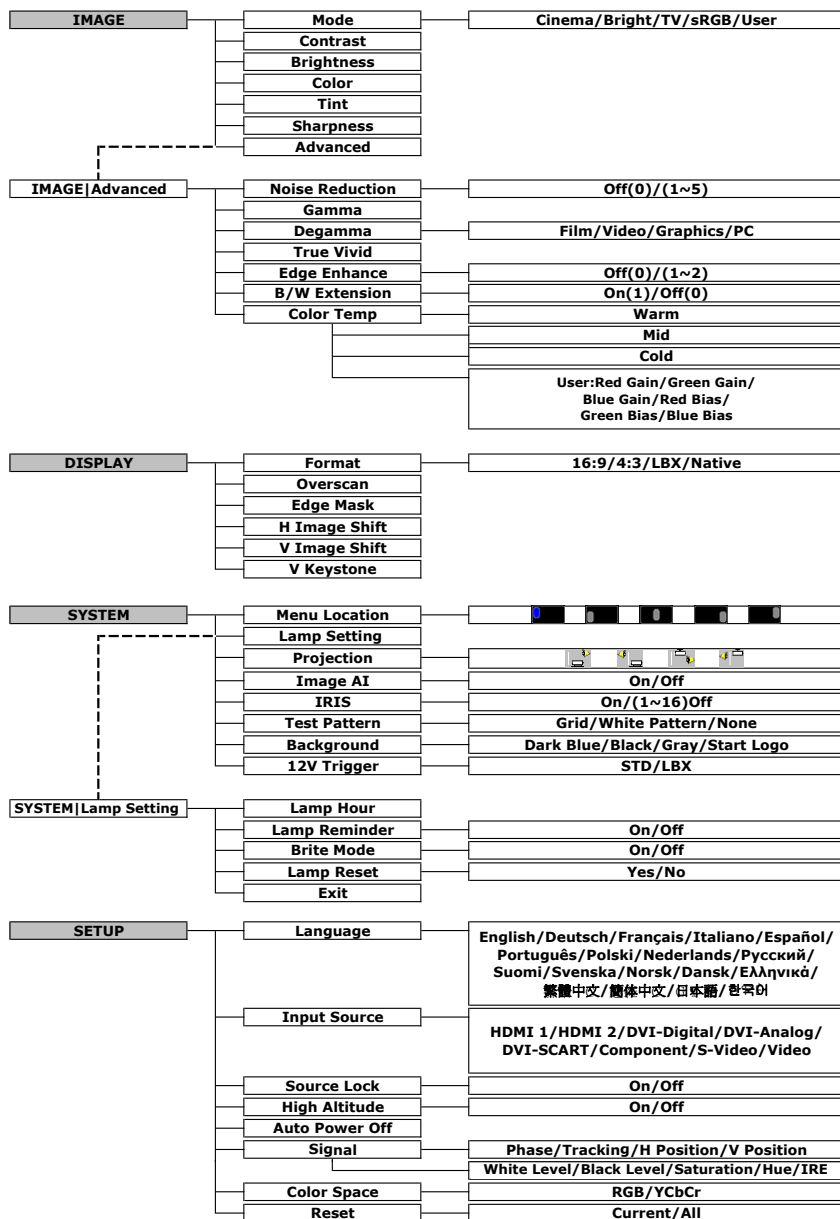 IMAGE Mode Cinema/Bright/TV/sRGB/User
Contrast
Brightness
Color
Tint
Sharpness
Advanced
IMAGE|Advanced Noise Reduction Off(0)/(1~5)
Gamma
Degamma Film/Video/Graphics/PC
True Vivid
Edge Enhance Off(0)/(1~2)
B/W Extension On(1)/Off(0)
Color Temp Warm
Mid
Cold
User:Red Gain/Green Gain/
Blue Gain/Red Bias/
Green Bias/Blue Bias
DISPLAY Format 16:9/4:3/LBX/Native
Overscan
Edge Mask
H Image Shift
V Image Shift
V Keystone
SYSTEM Menu Location
Lamp Setting
Projection
Image AI On/Off
IRIS On/(1~16)Off
Test Pattern Grid/White Pattern/None
Background Dark Blue/Black/Gray/Start Logo
12V Trigger STD/LBX
SYSTEM|Lamp Setting Lamp Hour
Lamp Reminder On/Off
Brite Mode On/Off
Lamp Reset Yes/No
Exit
SETUP Language English/Deutsch/Français/Italiano/Español/
Português/Polski/Nederlands/Русский/
Suomi/Svenska/Norsk/Dansk/Ελληνικά/
繁體中文/簡体中文/日本語/한국어
Input Source HDMI 1/HDMI 2/DVI-Digital/DVI-Analog/
DVI-SCART/Component/S-Video/Video
Source Lock On/Off
High Altitude On/Off
Auto Power Off
Signal Phase/Tracking/H Position/V Position
White Level/Black Level/Saturation/Hue/IRE
Color Space RGB/YCbCr
Reset Current/All